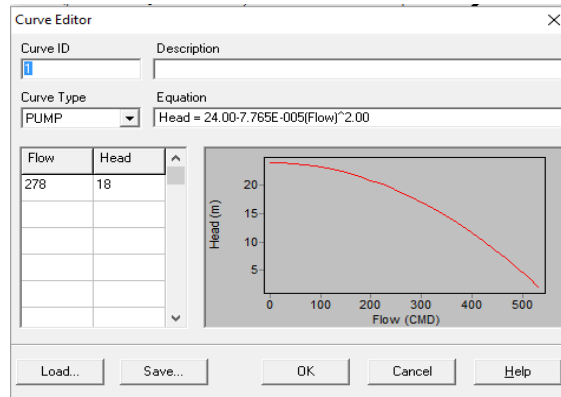 Curve Editor
Curve ID Description
1
Curve Type Equation
PUMP Head = 24.00-7.765E-005(Flow)^2.00
Flow Head
278 18
Head (m)
20
15
10
5
0 100 200 300 400 500
Flow (CMD)
Load... Save... OK Cancel Help